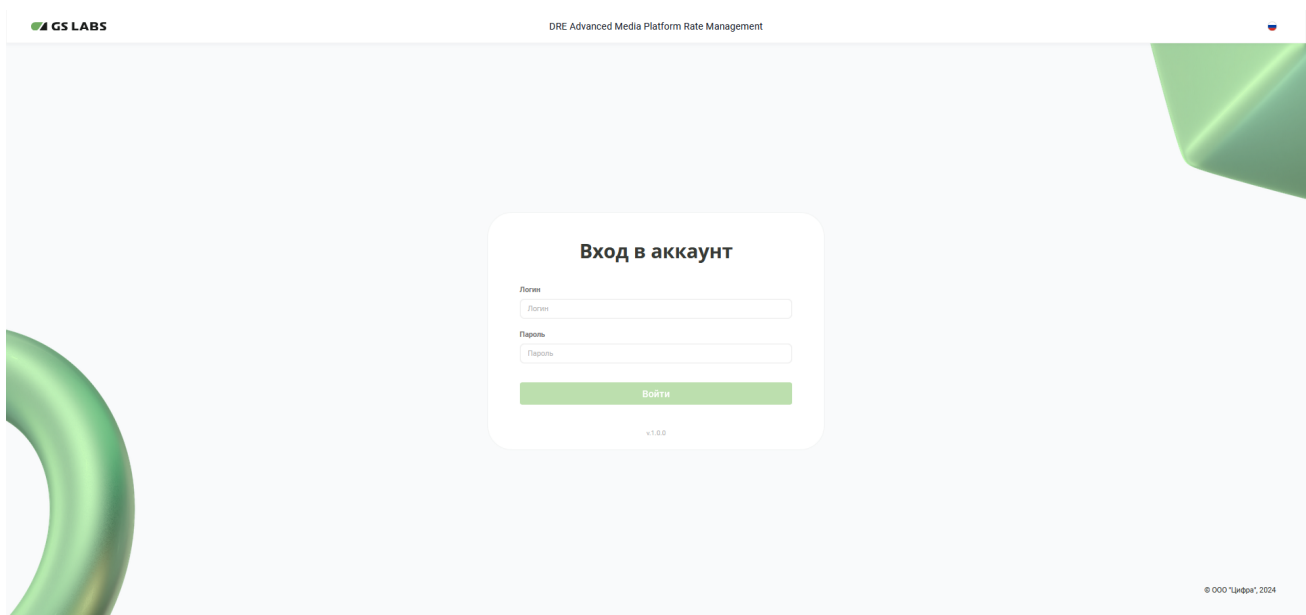 GS LABS
DRE Advanced Media Platform Rate Management
Вход в аккаунт
Логин
Логин
Пароль
Пароль
Войти
v.1.0.0
© ООО "Цифра", 2024